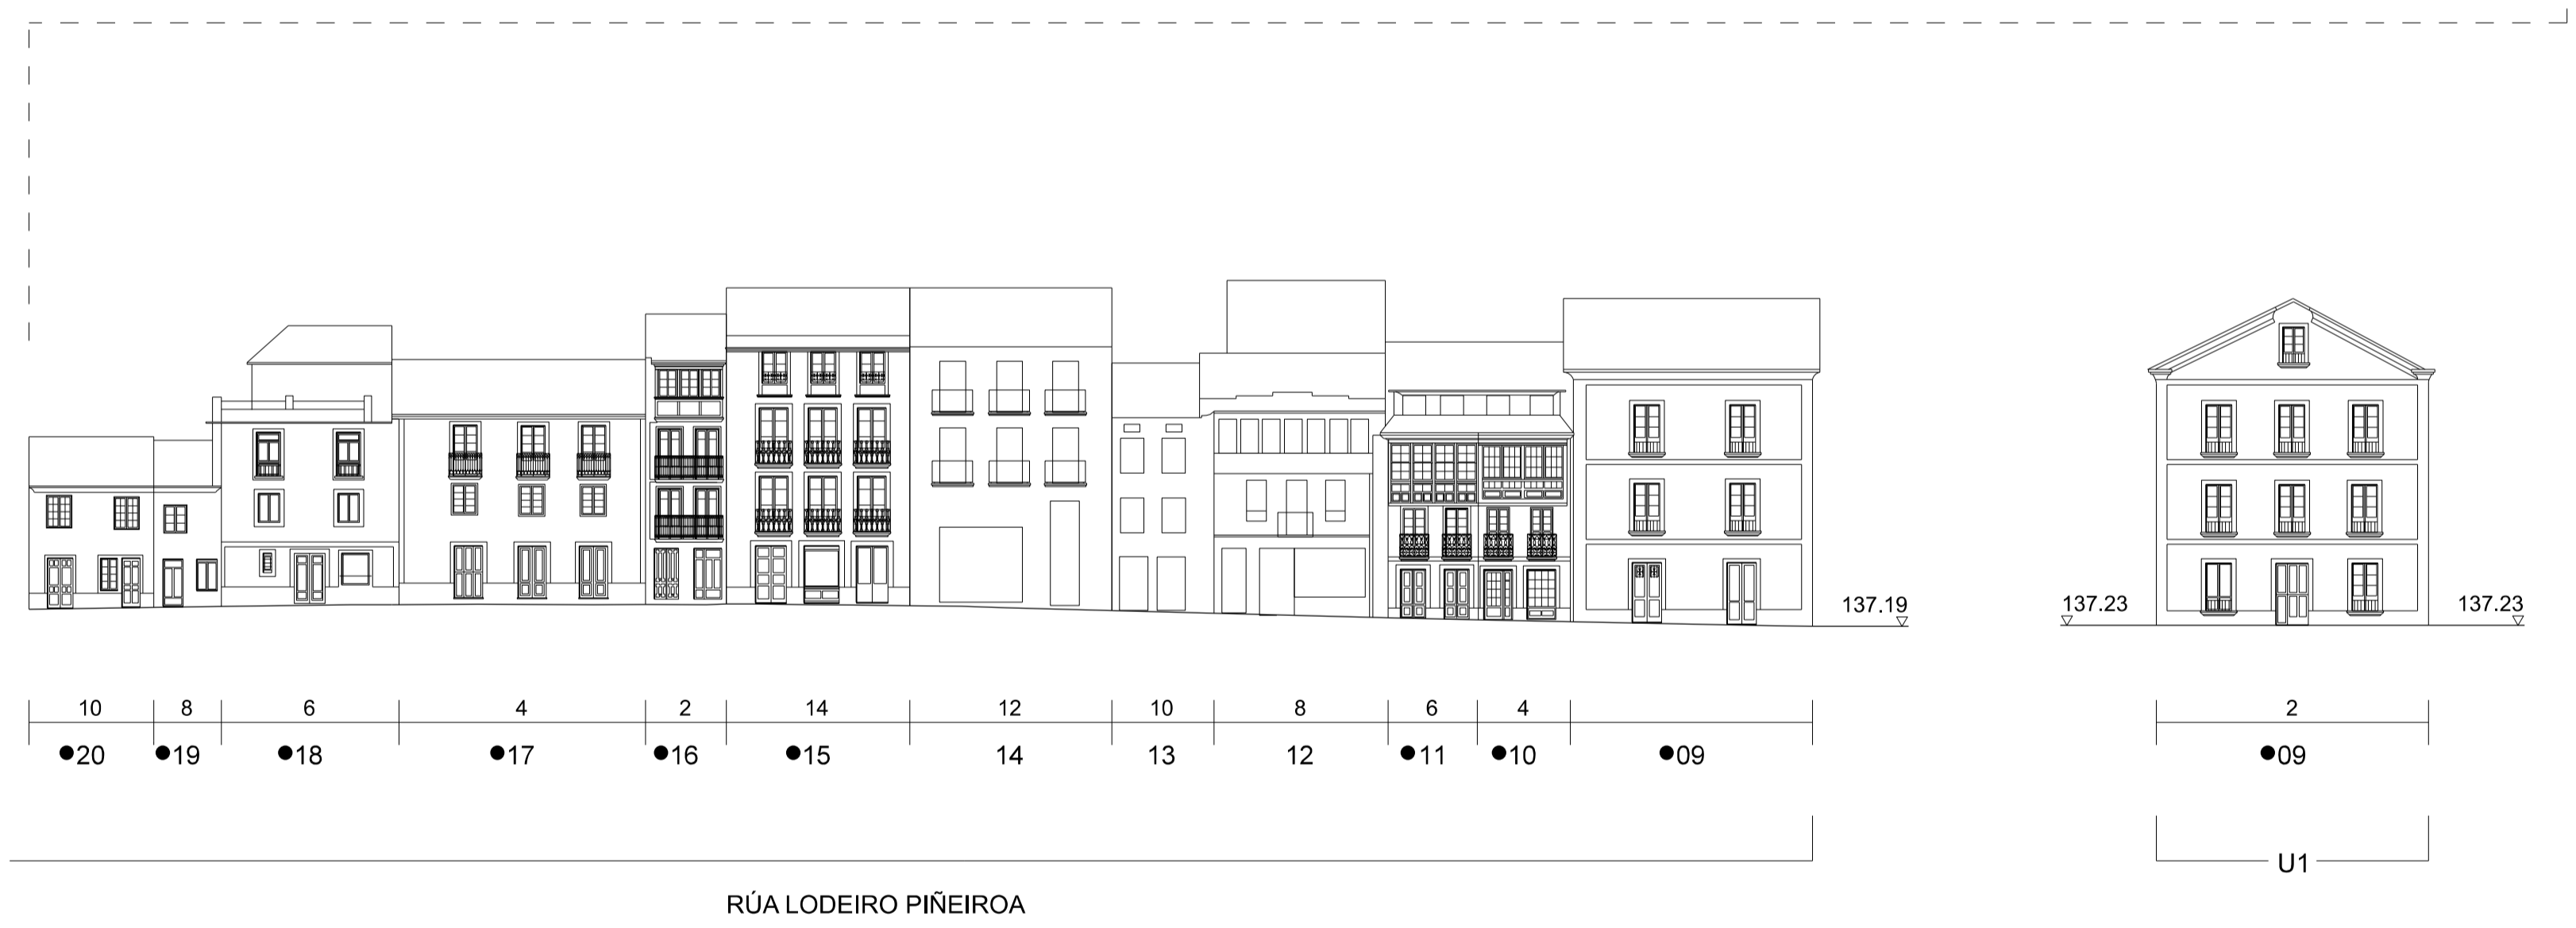 137.19
137.23
137.23
10 8 6 4 2 14 12 10 8 6 4 2
●20 ●19 ●18 ●17 ●16 ●15 14 13 12 ●11 ●10 ●09 ●09
U1
RÚA LODEIRO PIÑEIROA